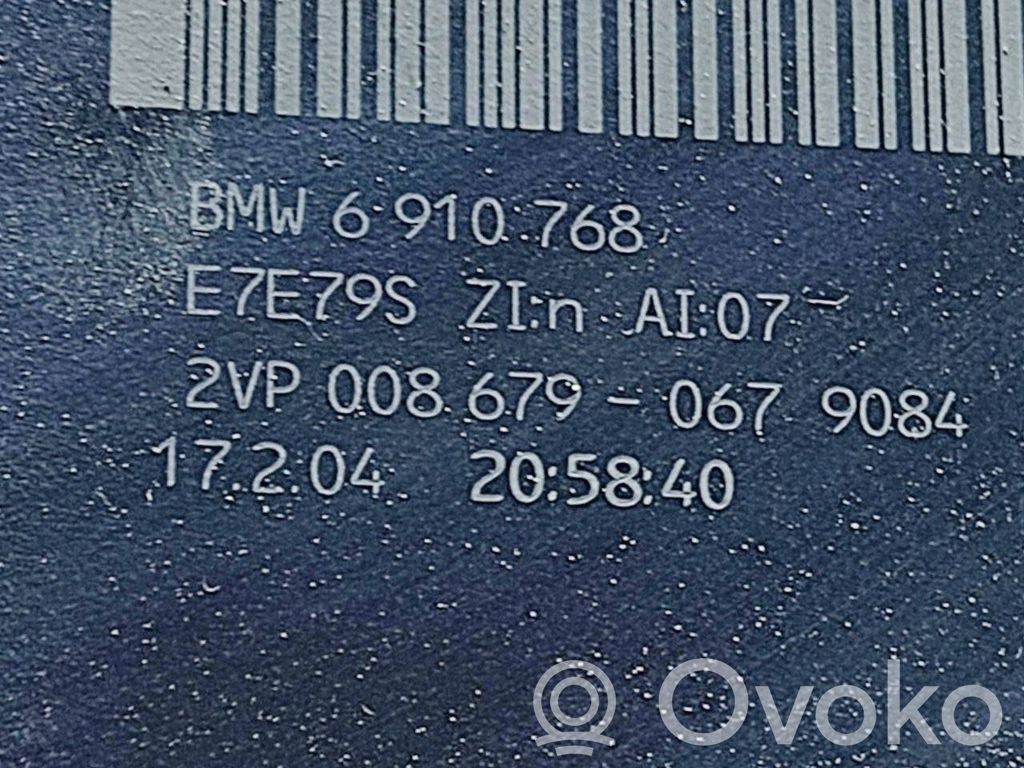 BMW 6 910 768
E7E79S ZI:n AI:07
2VP 008 679 - 067 9084
17.2.04 20:58:40
Ovoko